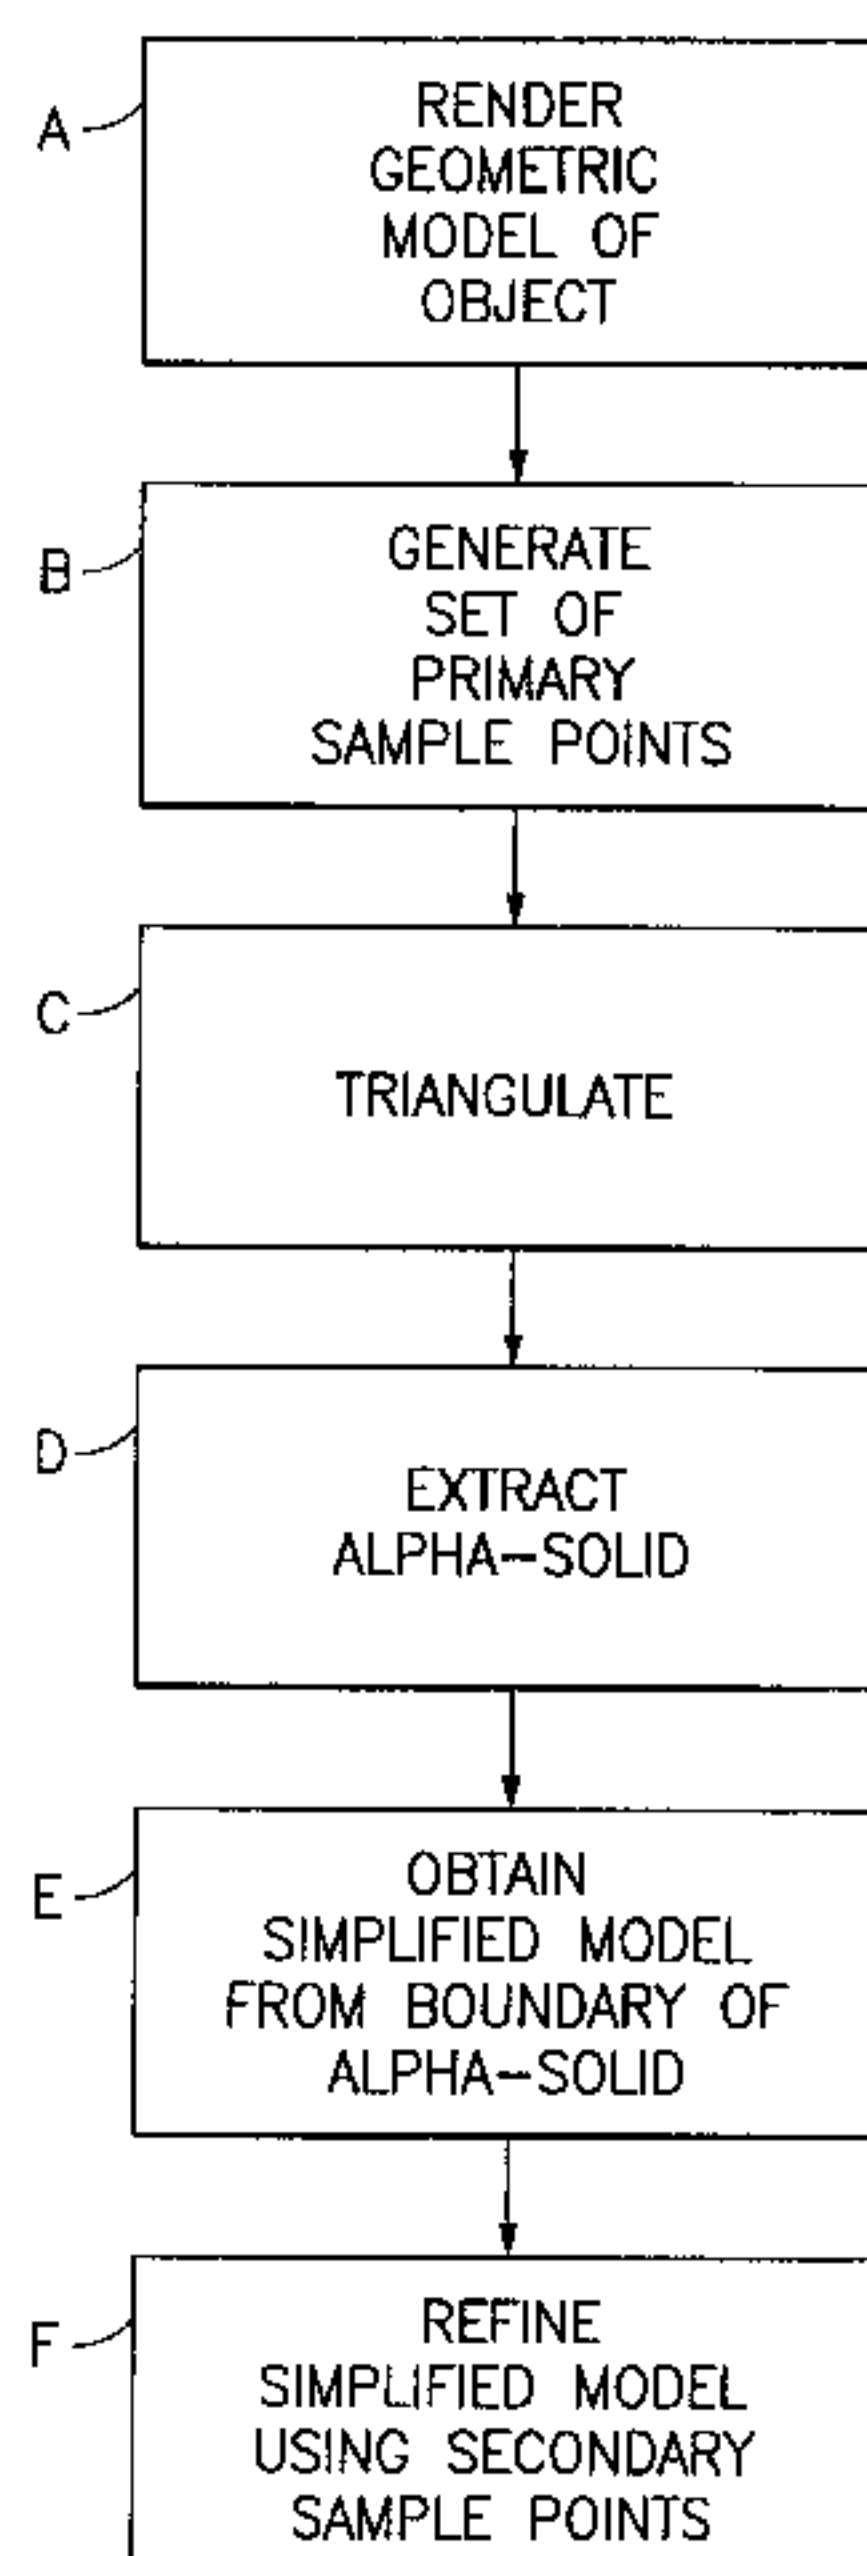 A
RENDER
GEOMETRIC
MODEL OF
OBJECT
B
GENERATE
SET OF
PRIMARY
SAMPLE POINTS
C
TRIANGULATE
D
EXTRACT
ALPHA-SOLID
E
OBTAIN
SIMPLIFIED MODEL
FROM BOUNDARY OF
ALPHA-SOLID
F
REFINE
SIMPLIFIED MODEL
USING SECONDARY
SAMPLE POINTS